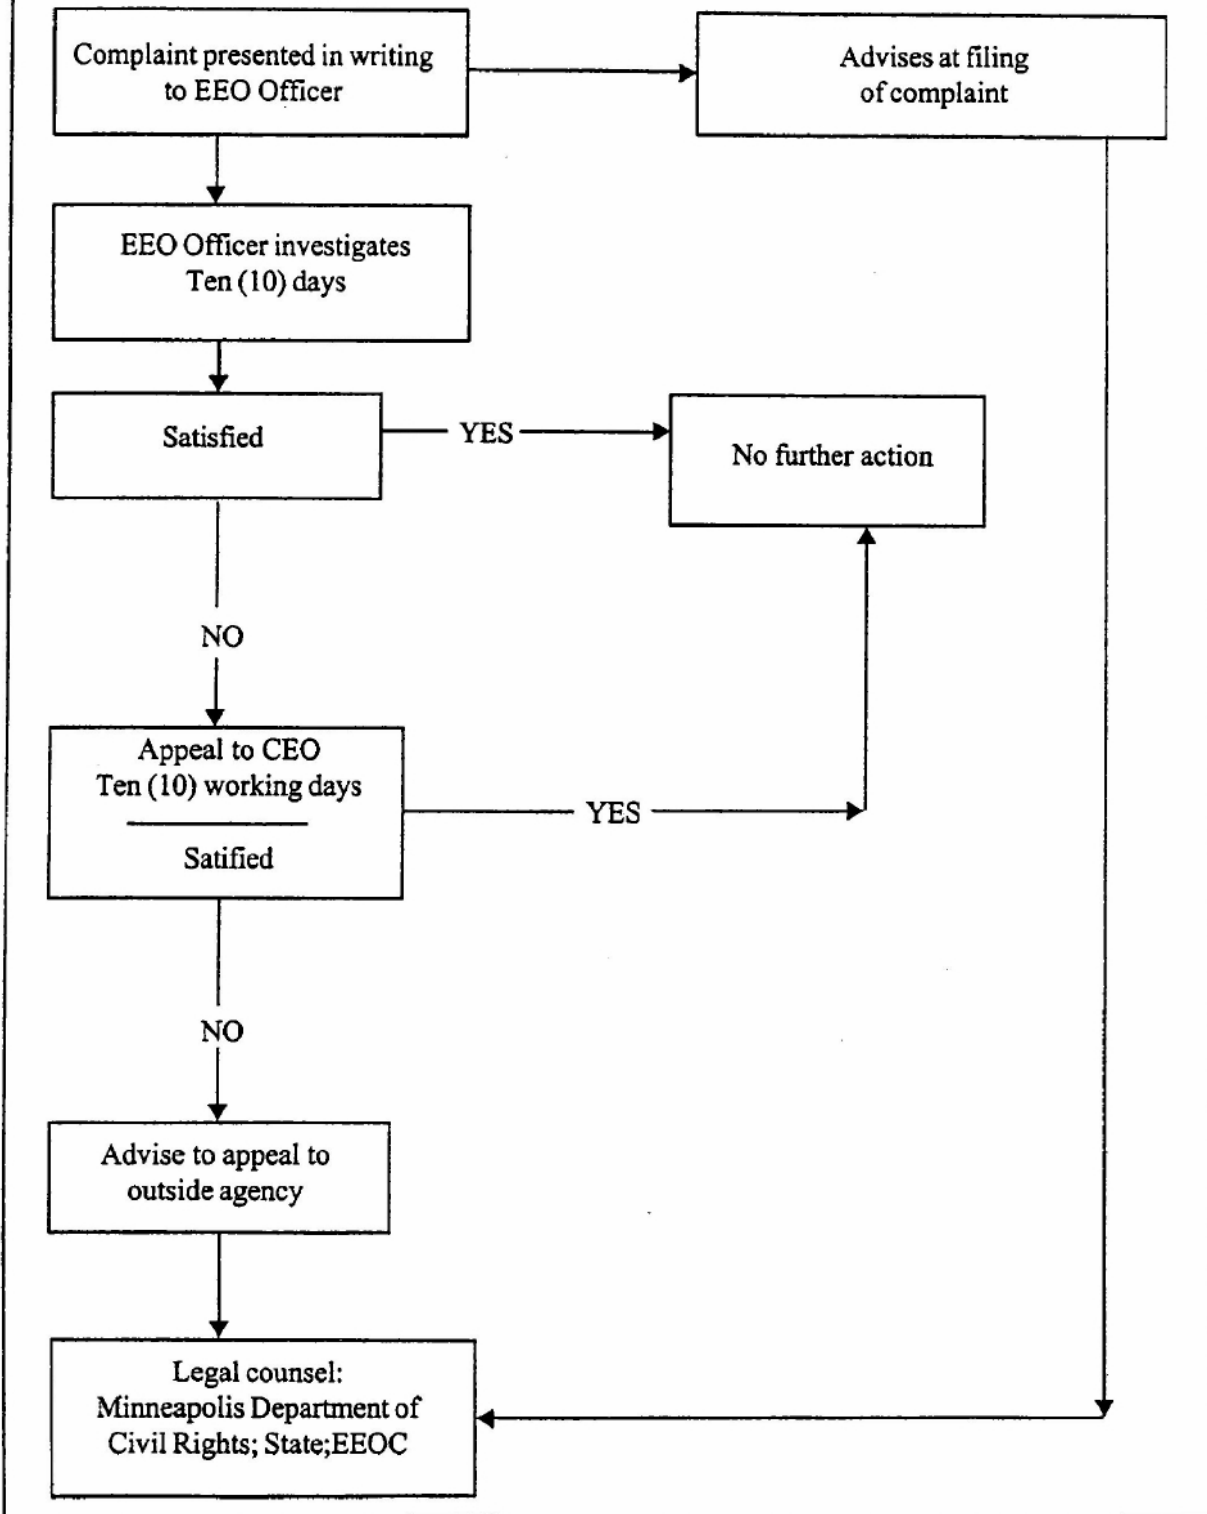 Complaint presented in writing
to EEO Officer
Advises at filing
of complaint
EEO Officer investigates
Ten (10) days
Satisfied
YES
No further action
NO
Appeal to CEO
Ten (10) working days
Satified
YES
NO
Advise to appeal to
outside agency
Legal counsel:
Minneapolis Department of
Civil Rights; State;EEOC